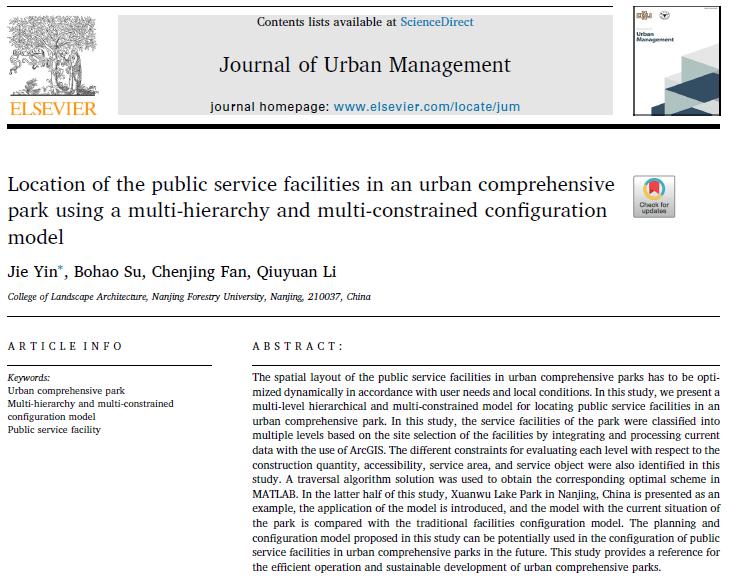 Contents lists available at ScienceDirect
Journal of Urban Management
journal homepage: www.elsevier.com/locate/jum
ELSEVIER
Urban
Management
Location of the public service facilities in an urban comprehensive
park using a multi-hierarchy and multi-constrained configuration
model
Check for
updates
Jie Yin*, Bohao Su, Chenjing Fan, Qiuyuan Li
College of Landscape Architecture, Nanjing Forestry University, Nanjing, 210037, China
ARTICLE INFO
Keywords:
Urban comprehensive park
Multi-hierarchy and multi-constrained
configuration model
Public service facility
ABSTRACT:
The spatial layout of the public service facilities in urban comprehensive parks has to be opti-
mized dynamically in accordance with user needs and local conditions. In this study, we present a
multi-level hierarchical and multi-constrained model for locating public service facilities in an
urban comprehensive park. In this study, the service facilities of the park were classified into
multiple levels based on the site selection of the facilities by integrating and processing current
data with the use of ArcGIS. The different constraints for evaluating each level with respect to the
construction quantity, accessibility, service area, and service object were also identified in this
study. A traversal algorithm solution was used to obtain the corresponding optimal scheme in
MATLAB. In the latter half of this study, Xuanwu Lake Park in Nanjing, China is presented as an
example, the application of the model is introduced, and the model with the current situation of
the park is compared with the traditional facilities configuration model. The planning and
configuration model proposed in this study can be potentially used in the configuration of public
service facilities in urban comprehensive parks in the future. This study provides a reference for
the efficient operation and sustainable development of urban comprehensive parks.